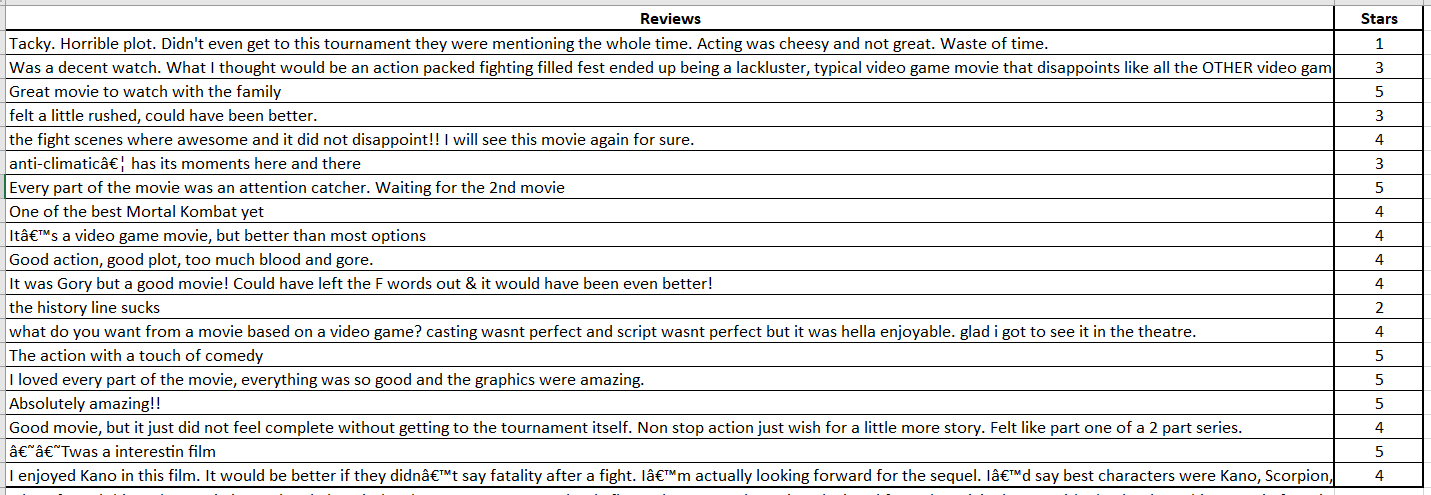 Reviews Stars
Tacky. Horrible plot. Didn't even get to this tournament they were mentioning the whole time. Acting was cheesy and not great. Waste of time. 1
Was a decent watch. What I thought would be an action packed fighting filled fest ended up being a lackluster, typical video game movie that disappoints like all the OTHER video gam 3
Great movie to watch with the family 5
felt a little rushed, could have been better. 3
the fight scenes where awesome and it did not disappoint!! I will see this movie again for sure. 4
anti-climaticâ€¦ has its moments here and there 3
Every part of the movie was an attention catcher. Waiting for the 2nd movie 5
One of the best Mortal Kombat yet 4
Itâ€™s a video game movie, but better than most options 4
Good action, good plot, too much blood and gore. 4
It was Gory but a good movie! Could have left the F words out & it would have been even better! 4
the history line sucks 2
what do you want from a movie based on a video game? casting wasnt perfect and script wasnt perfect but it was hella enjoyable. glad i got to see it in the theatre. 4
The action with a touch of comedy 5
I loved every part of the movie, everything was so good and the graphics were amazing. 5
Absolutely amazing!! 5
Good movie, but it just did not feel complete without getting to the tournament itself. Non stop action just wish for a little more story. Felt like part one of a 2 part series. 4
â€˜â€˜Twas a interestin film 5
I enjoyed Kano in this film. It would be better if they didnâ€™t say fatality after a fight. Iâ€™m actually looking forward for the sequel. Iâ€™d say best characters were Kano, Scorpion, 4